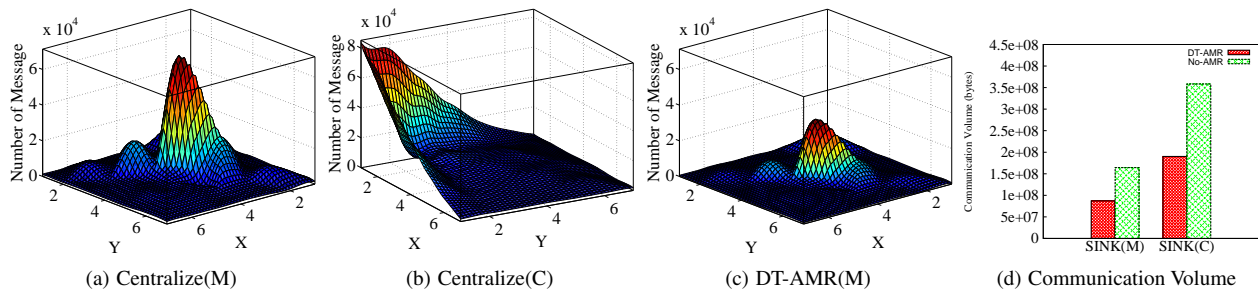 x 10^4
Number of Message
6
4
2
0
2
4
6
Y
6
4
2
X
(a) Centralize(M)
x 10^4
Number of Message
8
6
4
2
0
2
4
6
X
2
4
6
Y
(b) Centralize(C)
x 10^4
Number of Message
6
4
2
0
2
4
6
Y
6
4
2
X
(c) DT-AMR(M)
Communication Volume (bytes)
4.5e+08
4e+08
3.5e+08
3e+08
2.5e+08
2e+08
1.5e+08
1e+08
5e+07
0
DT-AMR
No-AMR
SINK(M) SINK(C)
(d) Communication Volume